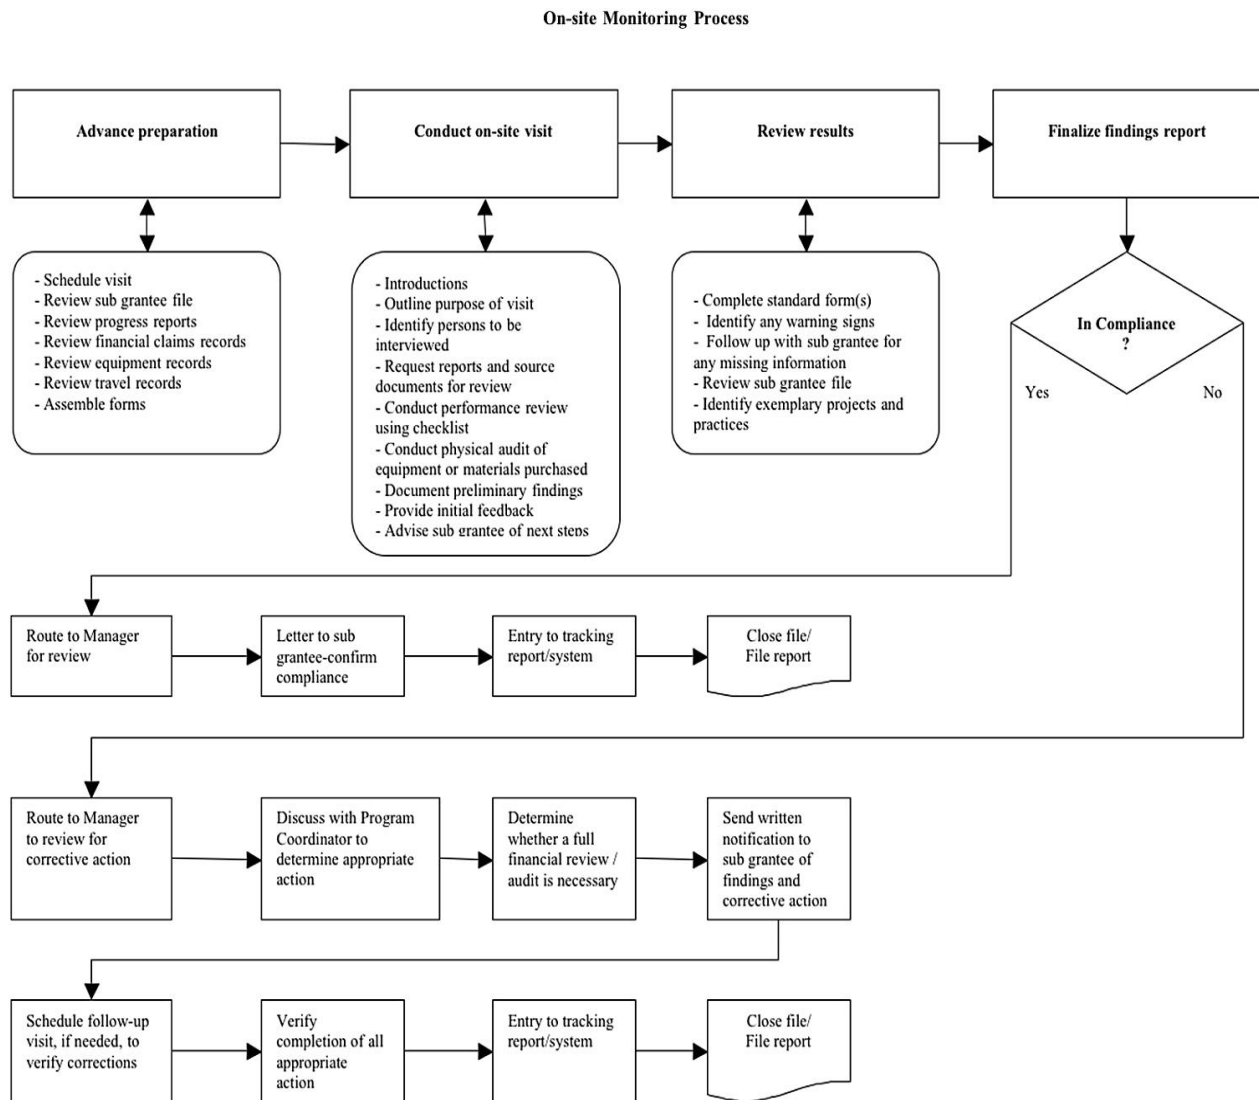 On-site Monitoring Process
Advance preparation
Conduct on-site visit
Review results
Finalize findings report
- Schedule visit
- Review sub grantee file
- Review progress reports
- Review financial claims records
- Review equipment records
- Review travel records
- Assemble forms
- Introductions
- Outline purpose of visit
- Identify persons to be
interviewed
- Request reports and source
documents for review
- Conduct performance review
using checklist
- Conduct physical audit of
equipment or materials purchased
- Document preliminary findings
- Provide initial feedback
- Advise sub grantee of next steps
- Complete standard form(s)
- Identify any warning signs
- Follow up with sub grantee for
any missing information
- Review sub grantee file
- Identify exemplary projects and
practices
In Compliance
?
Yes
No
Route to Manager
for review
Letter to sub
grantee-confirm
compliance
Entry to tracking
report/system
Close file/
File report
Route to Manager
to review for
corrective action
Discuss with Program
Coordinator to
determine appropriate
action
Determine
whether a full
financial review /
audit is necessary
Send written
notification to
sub grantee of
findings and
corrective action
Schedule follow-up
visit, if needed, to
verify corrections
Verify
completion of all
appropriate
action
Entry to tracking
report/system
Close file/
File report